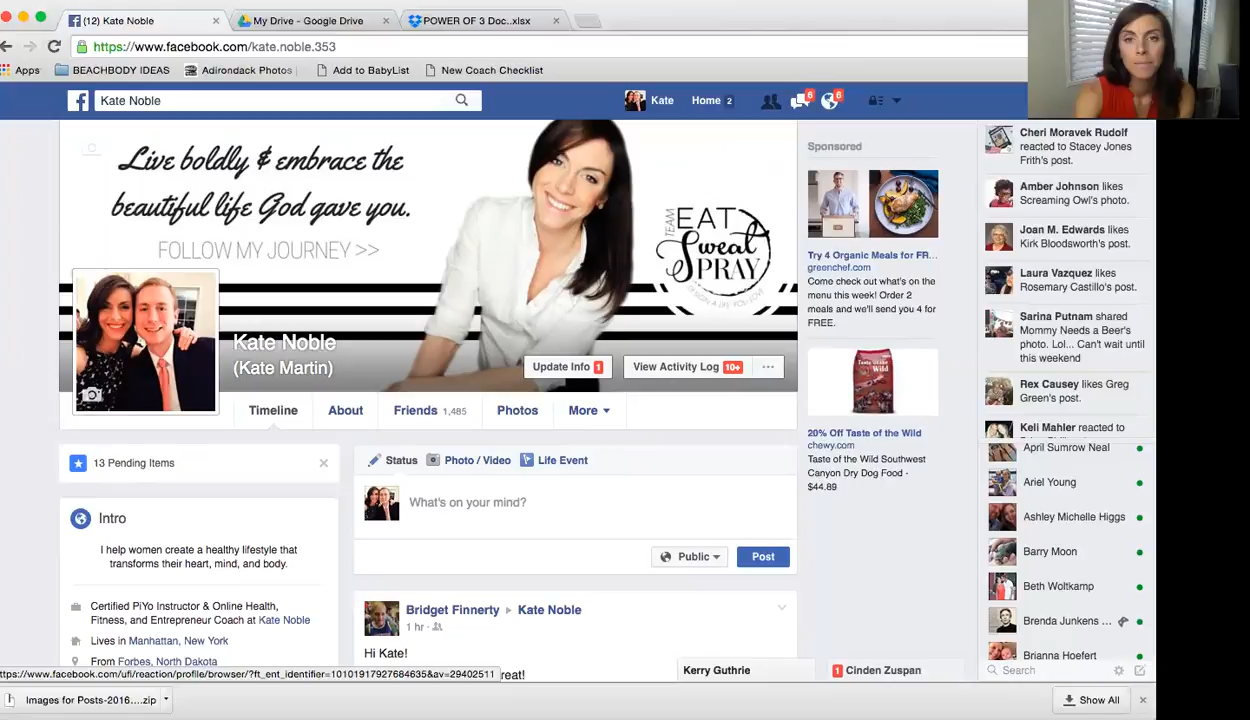 (12) Kate Noble
My Drive - Google Drive
POWER OF 3 Doc...xlsx
https://www.facebook.com/kate.noble.353
Apps
BEACHBODY IDEAS
Adirondack Photos
Add to BabyList
New Coach Checklist
Kate Noble
Kate
Home 2
6
6
Live boldly & embrace the
beautiful life God gave you.
FOLLOW MY JOURNEY >>
TEAM
EAT
Sweat
SPRAY
Kate Noble
(Kate Martin)
Update Info 1
View Activity Log 10+
Timeline
About
Friends 1,485
Photos
More
13 Pending Items
Intro
I help women create a healthy lifestyle that
transforms their heart, mind, and body.
Certified PiYo Instructor & Online Health,
Fitness, and Entrepreneur Coach at Kate Noble
Lives in Manhattan, New York
From Forbes, North Dakota
Status
Photo / Video
Life Event
What's on your mind?
Public
Post
Bridget Finnerty ▸ Kate Noble
1 hr
Hi Kate!
reat!
Sponsored
Try 4 Organic Meals for FR...
greenchef.com
Come check out what's on the
menu this week! Order 2
meals and we'll send you 4 for
FREE.
20% Off Taste of the Wild
chewy.com
Taste of the Wild Southwest
Canyon Dry Dog Food -
$44.89
Cheri Moravek Rudolf
reacted to Stacey Jones
Frith's post.
Amber Johnson likes
Screaming Owl's photo.
Joan M. Edwards likes
Kirk Bloodsworth's post.
Laura Vazquez likes
Rosemary Castillo's post.
Sarina Putnam shared
Mommy Needs a Beer's
photo. Lol... Can't wait until
this weekend
Rex Causey likes Greg
Green's post.
Keli Mahler reacted to
April Sumrow Neal
Ariel Young
Ashley Michelle Higgs
Barry Moon
Beth Woltkamp
Brenda Junkens ...
Brianna Hoefert
Search
Kerry Guthrie
1 Cinden Zuspan
https://www.facebook.com/ufi/reaction/profile/browser/?ft_ent_identifier=10101917927684635&av=29402511
Images for Posts-2016....zip
Show All